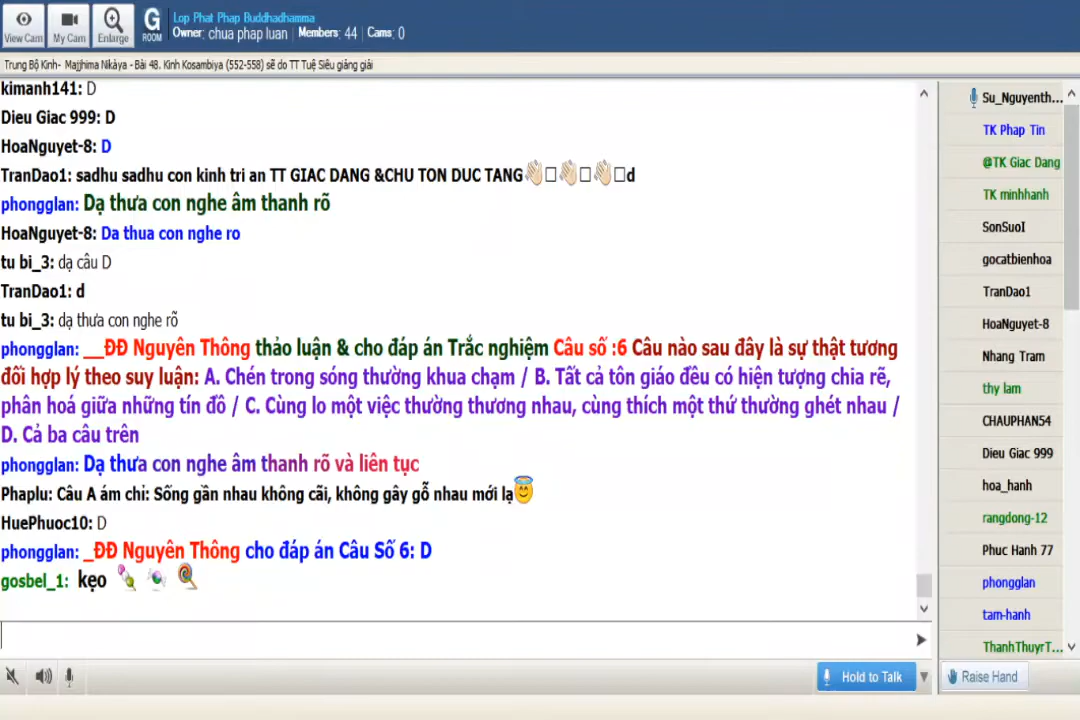 View Cam
My Cam
Enlarge
G
ROOM
Lop Phat Phap Buddhadhamma
Owner: chua phap luan | Members: 44 | Cams: 0
Trung Bộ Kinh- Majjhima Nikàya - Bài 48. Kinh Kosambiya (552-558) sẽ do TT Tuệ Siêu giảng giải
kimanh141: D
Dieu Giac 999: D
HoaNguyet-8: D
TranDao1: sadhu sadhu con kinh tri an TT GIAC DANG &CHU TON DUC TANG👋🏻👋🏻👋🏻d
phongglan: Dạ thưa con nghe âm thanh rõ
HoaNguyet-8: Da thua con nghe ro
tu bi_3: dạ câu D
TranDao1: d
tu bi_3: dạ thưa con nghe rõ
phongglan: __ĐĐ Nguyên Thông thảo luận & cho đáp án Trắc nghiệm Câu số :6 Câu nào sau đây là sự thật tương
đối hợp lý theo suy luận: A. Chén trong sóng thường khua chạm / B. Tất cả tôn giáo đều có hiện tượng chia rẽ,
phân hoá giữa những tín đồ / C. Cùng lo một việc thường thương nhau, cùng thích một thứ thường ghét nhau /
D. Cả ba câu trên
phongglan: Dạ thưa con nghe âm thanh rõ và liên tục
Phaplu: Câu A ám chỉ: Sống gần nhau không cãi, không gây gỗ nhau mới lạ😇
HuePhuoc10: D
phongglan: _ĐĐ Nguyên Thông cho đáp án Câu Số 6: D
gosbel_1: kẹo 🍡 🍬 🍭
Su_Nguyenth...
TK Phap Tin
@TK Giac Dang
TK minhhanh
SonSuoI
gocatbienhoa
TranDao1
HoaNguyet-8
Nhang Tram
thy lam
CHAUPHAN54
Dieu Giac 999
hoa_hanh
rangdong-12
Phuc Hanh 77
phongglan
tam-hanh
ThanhThuyrT...
Hold to Talk
Raise Hand